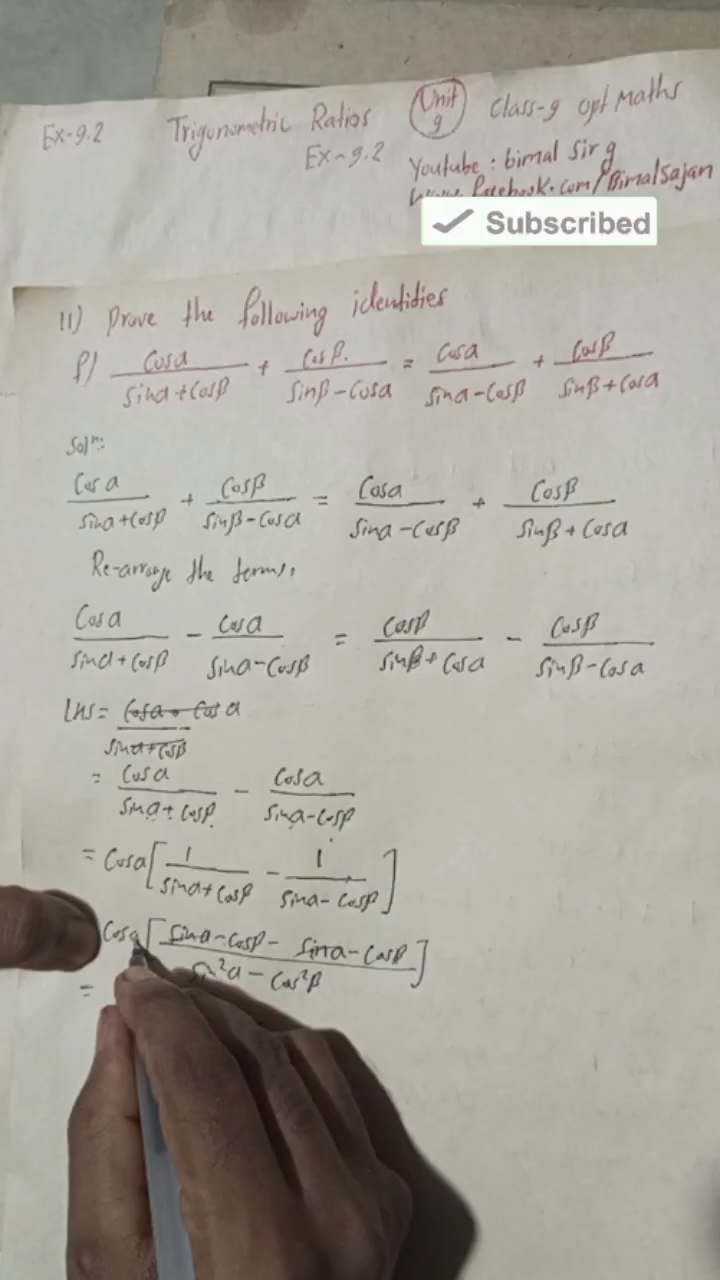 Ex-9.2 Trigonometric Ratios Unit 9 Class-9 opt Maths
Ex-9.2 Youtube : bimal sir g
www.facebook.com/Bimalsajan
✓ Subscribed
11) prove the following identities
f) Cosα/(sinα+Cosβ) + Cosβ/(sinβ-Cosα) = Cosα/(sinα-Cosβ) + Cosβ/(sinβ+Cosα)
Solⁿ:
Cosα/(sinα+Cosβ) + Cosβ/(sinβ-Cosα) = Cosα/(sinα-Cosβ) + Cosβ/(sinβ+Cosα)
Re-arrange the terms,
Cosα/(sinα+Cosβ) - Cosα/(sinα-Cosβ) = Cosβ/(sinβ+Cosα) - Cosβ/(sinβ-Cosα)
LHS =
= Cosα/(sinα+Cosβ) - Cosα/(sinα-Cosβ)
= Cosα[1/(sinα+Cosβ) - 1/(sinα-Cosβ)]
Cosα[(sinα-Cosβ-sinα-Cosβ)/(sin²α-Cos²β)]
=